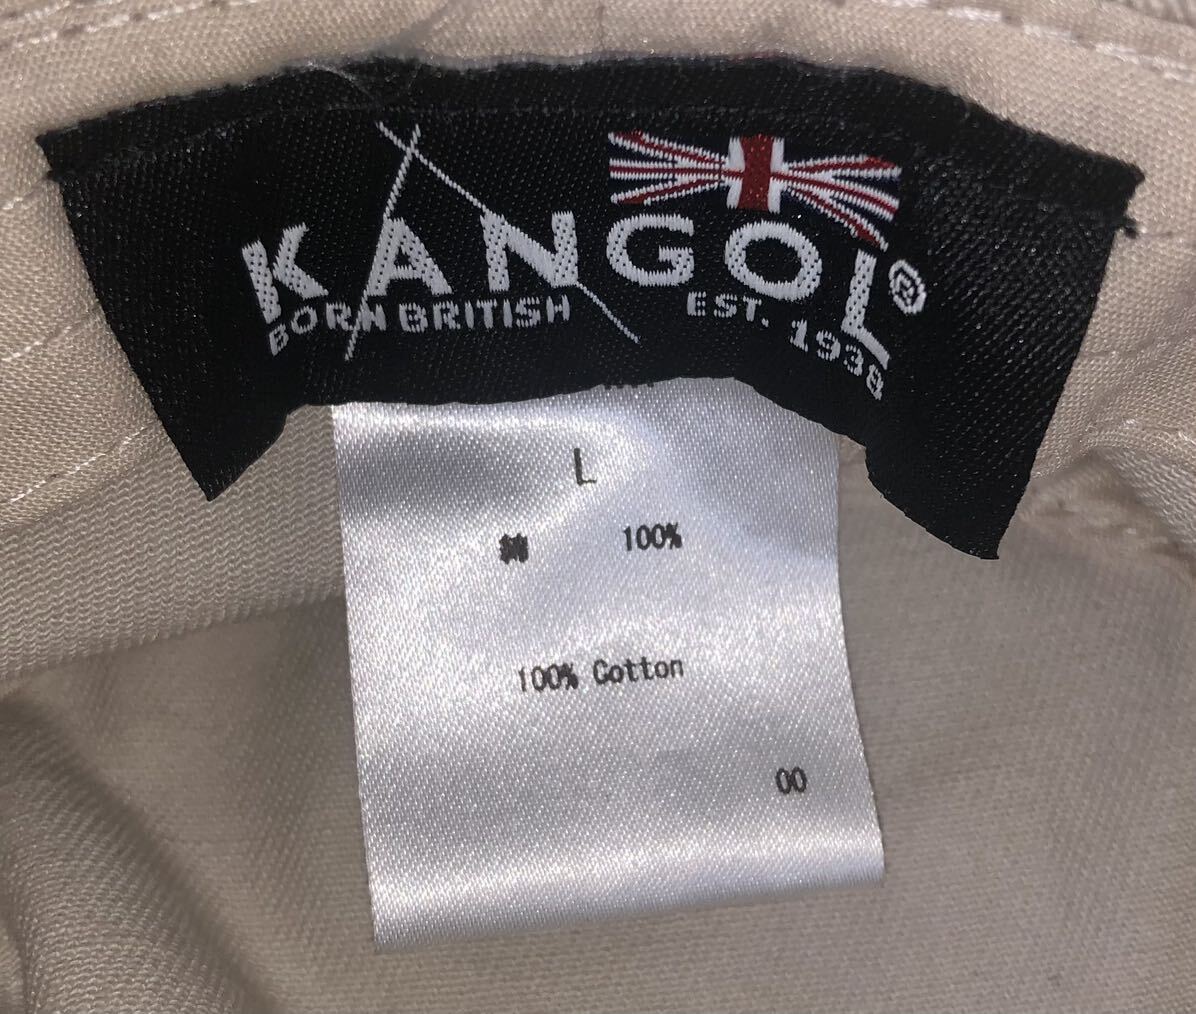 KANGOL®
BORN BRITISH EST. 1938
L
綿 100%
100% Cotton
00